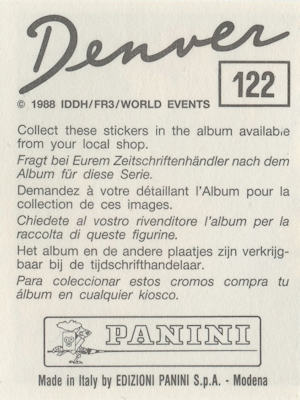 Denver
122
© 1988 IDDH/FR3/WORLD EVENTS
Collect these stickers in the album available
from your local shop.
Fragt bei Eurem Zeitschriftenhändler nach dem
Album für diese Serie.
Demandez à votre détaillant l'Album pour la
collection de ces images.
Chiedete al vostro rivenditore l'album per la
raccolta di queste figurine.
Het album en de andere plaatjes zijn verkrijg-
baar bij de tijdschrifthandelaar.
Para coleccionar estos cromos compra tu
álbum en cualquier kiosco.
PANINI
Made in Italy by EDIZIONI PANINI S.p.A. - Modena